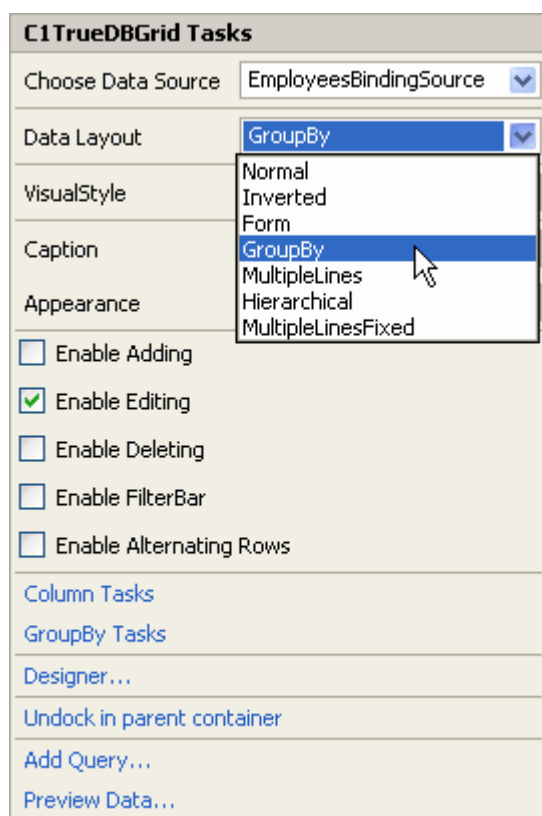 C1TrueDBGrid Tasks
Choose Data Source EmployeesBindingSource
Data Layout GroupBy
Normal
VisualStyle Inverted
Form
Caption GroupBy
MultipleLines
Appearance Hierarchical
MultipleLinesFixed
Enable Adding
Enable Editing
Enable Deleting
Enable FilterBar
Enable Alternating Rows
Column Tasks
GroupBy Tasks
Designer...
Undock in parent container
Add Query...
Preview Data...